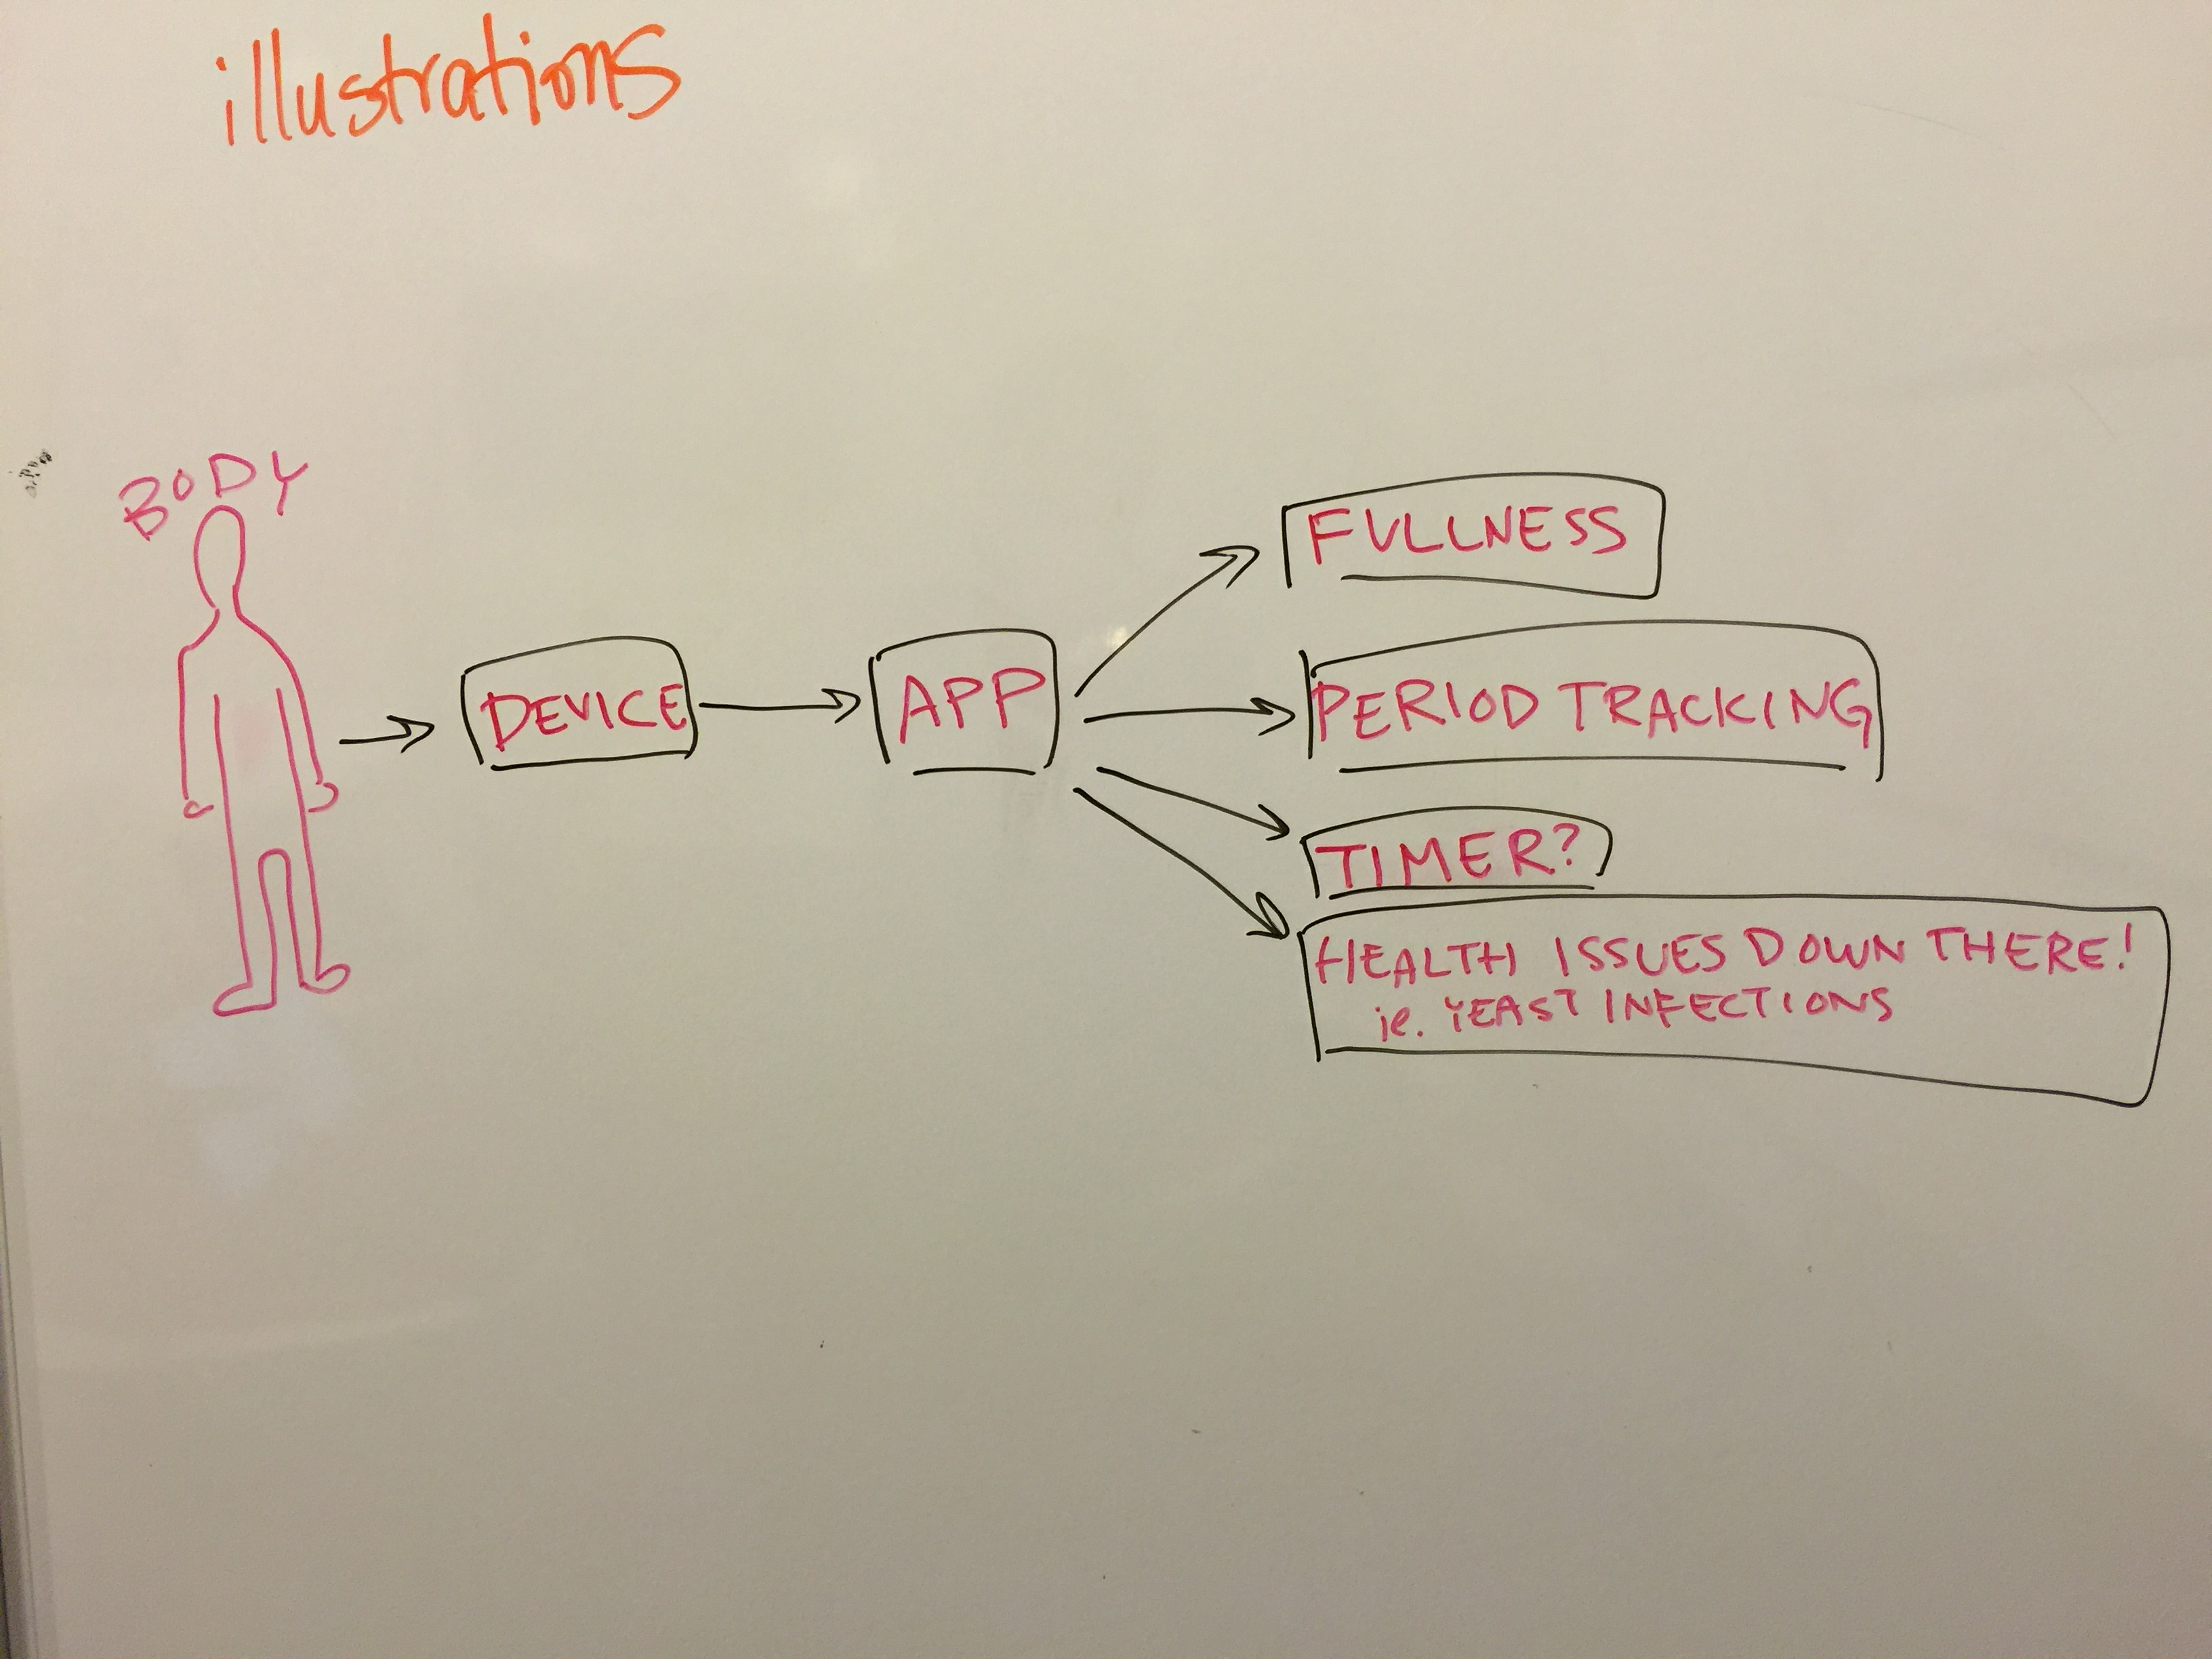 illustrations
BODY
DEVICE
APP
FULLNESS
PERIOD TRACKING
TIMER?
HEALTH ISSUES DOWN THERE!
ie. YEAST INFECTIONS